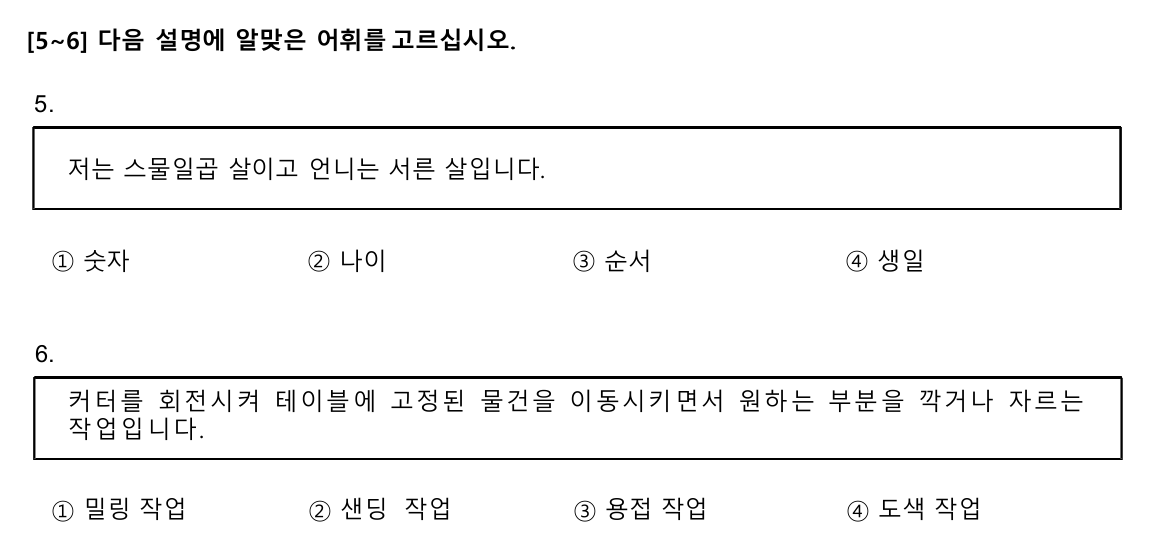 [5~6] 다음 설명에 알맞은 어휘를 고르십시오.
5.
저는 스물일곱 살이고 언니는 서른 살입니다.
① 숫자 ② 나이 ③ 순서 ④ 생일
6.
커터를 회전시켜 테이블에 고정된 물건을 이동시키면서 원하는 부분을 깍거나 자르는
작업입니다.
① 밀링 작업 ② 샌딩 작업 ③ 용접 작업 ④ 도색 작업